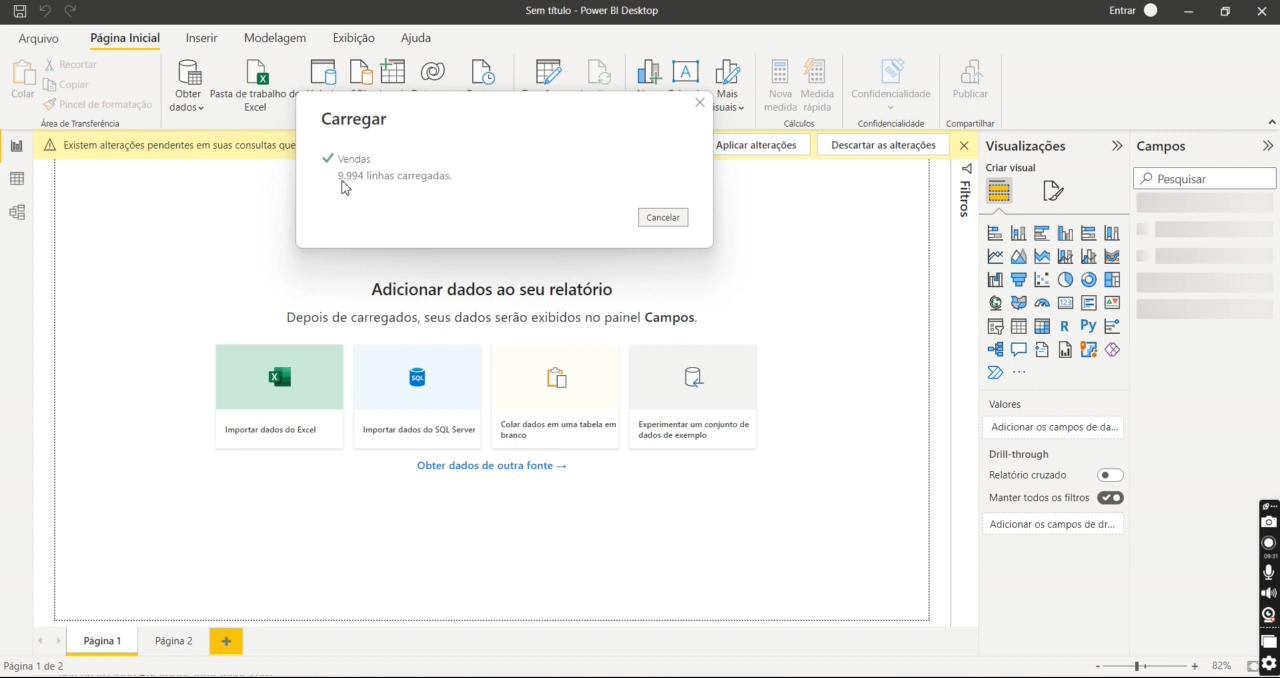 Sem título - Power BI Desktop
Entrar
Arquivo
Página Inicial
Inserir
Modelagem
Exibição
Ajuda
Colar
Recortar
Copiar
Pincel de formatação
Área de Transferência
Obter dados
Pasta de trabalho do
Excel
Mais
Nova medida
Medida rápida
Cálculos
Confidencialidade
Confidencialidade
Publicar
Compartilhar
Existem alterações pendentes em suas consultas que
Aplicar alterações
Descartar as alterações
Carregar
Vendas
9.994 linhas carregadas.
Cancelar
Adicionar dados ao seu relatório
Depois de carregados, seus dados serão exibidos no painel Campos.
Importar dados do Excel
SQL
Importar dados do SQL Server
Colar dados em uma tabela em
branco
Experimentar um conjunto de
dados de exemplo
Obter dados de outra fonte →
Filtros
Visualizações
Criar visual
R
Py
123
...
Valores
Adicionar os campos de da...
Drill-through
Relatório cruzado
Manter todos os filtros
Adicionar os campos de dr...
Campos
Pesquisar
Página 1
Página 2
Página 1 de 2
- +
82%